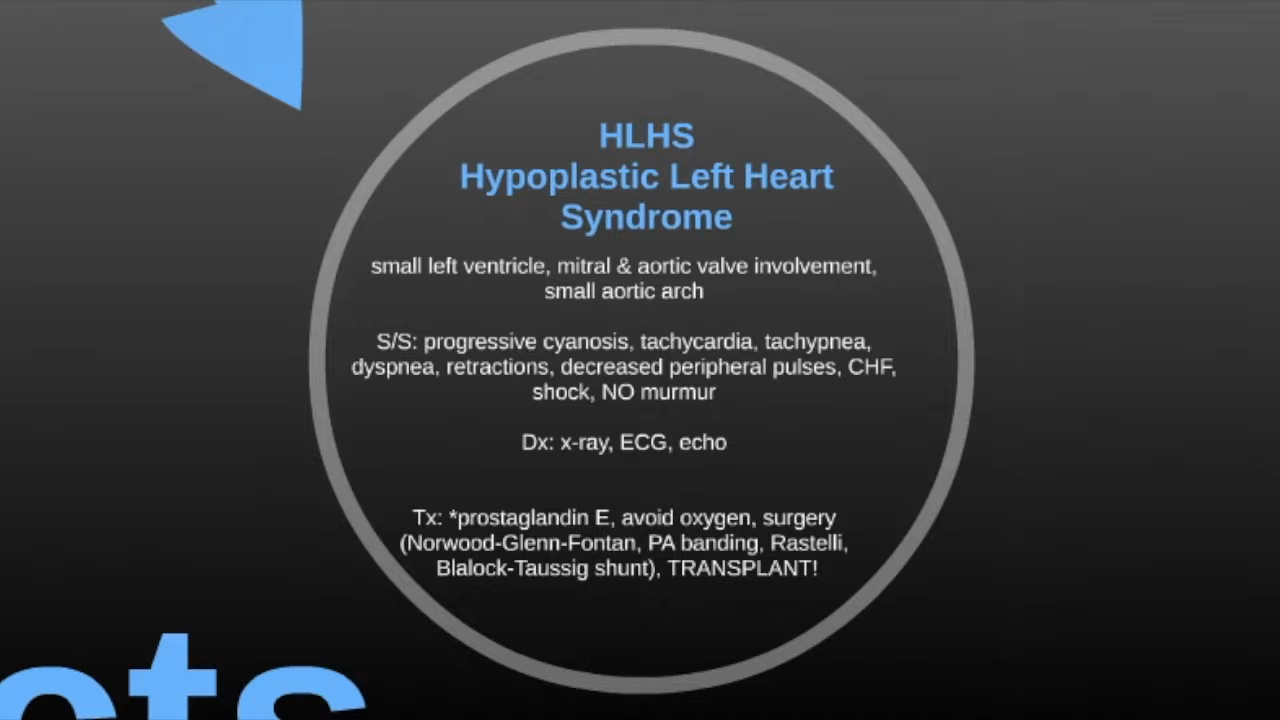 HLHS
Hypoplastic Left Heart
Syndrome
small left ventricle, mitral & aortic valve involvement,
small aortic arch
S/S: progressive cyanosis, tachycardia, tachypnea,
dyspnea, retractions, decreased peripheral pulses, CHF,
shock, NO murmur
Dx: x-ray, ECG, echo
Tx: *prostaglandin E, avoid oxygen, surgery
(Norwood-Glenn-Fontan, PA banding, Rastelli,
Blalock-Taussig shunt), TRANSPLANT!